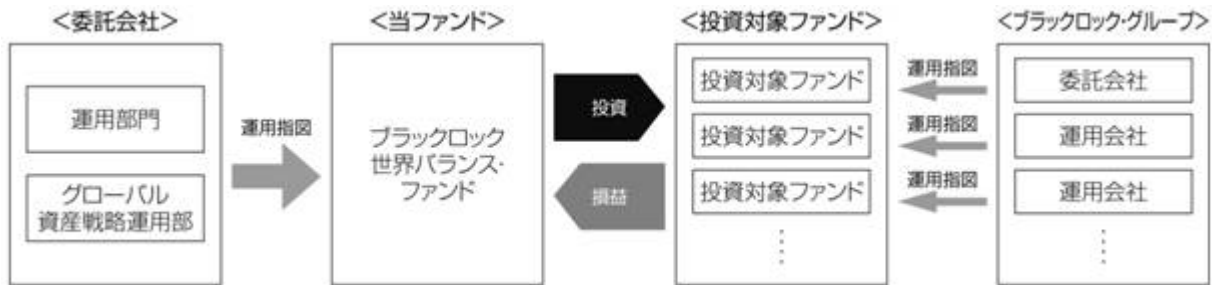 <委託会社>
運用部門
グローバル
資産戦略運用部
運用指図
<当ファンド>
ブラックロック
世界バランス・
ファンド
投資
損益
<投資対象ファンド>
投資対象ファンド
投資対象ファンド
投資対象ファンド
運用指図
運用指図
運用指図
<ブラックロック・グループ>
委託会社
運用会社
運用会社